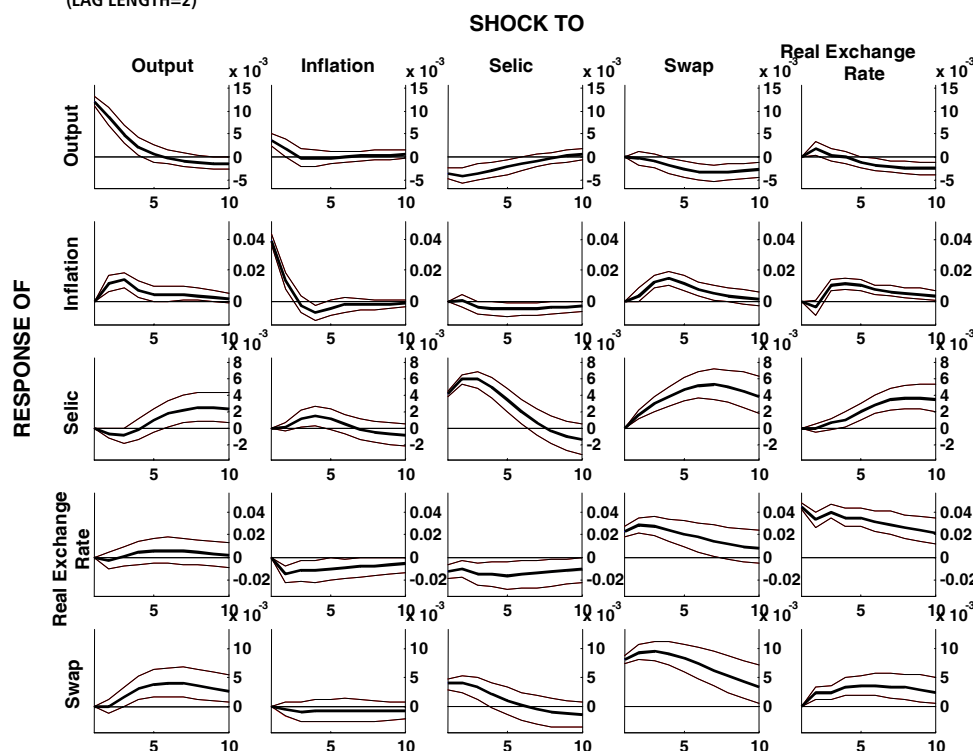 (LAG LENGTH=2)
SHOCK TO
Output Inflation Selic Swap Real Exchange Rate
x 10⁻³ x 10⁻³ x 10⁻³ x 10⁻³ x 10⁻³
RESPONSE OF
Output
15 15 15 15 15
10 10 10 10 10
5 5 5 5 5
0 0 0 0 0
-5 -5 -5 -5 -5
5 10 5 10 5 10 5 10 5 10
Inflation
0.04 0.04 0.04 0.04 0.04
0.02 0.02 0.02 0.02 0.02
0 0 0 0 0
5 10 5 10 5 10 5 10 5 10
x 10⁻³ x 10⁻³ x 10⁻³ x 10⁻³ x 10⁻³
Selic
8 8 8 8 8
6 6 6 6 6
4 4 4 4 4
2 2 2 2 2
0 0 0 0 0
-2 -2 -2 -2 -2
5 10 5 10 5 10 5 10 5 10
Real Exchange
Rate
0.04 0.04 0.04 0.04 0.04
0.02 0.02 0.02 0.02 0.02
0 0 0 0 0
-0.02 -0.02 -0.02 -0.02 -0.02
5 10 5 10 5 10 5 10 5 10
x 10⁻³ x 10⁻³ x 10⁻³ x 10⁻³ x 10⁻³
Swap
10 10 10 10 10
5 5 5 5 5
0 0 0 0 0
5 10 5 10 5 10 5 10 5 10